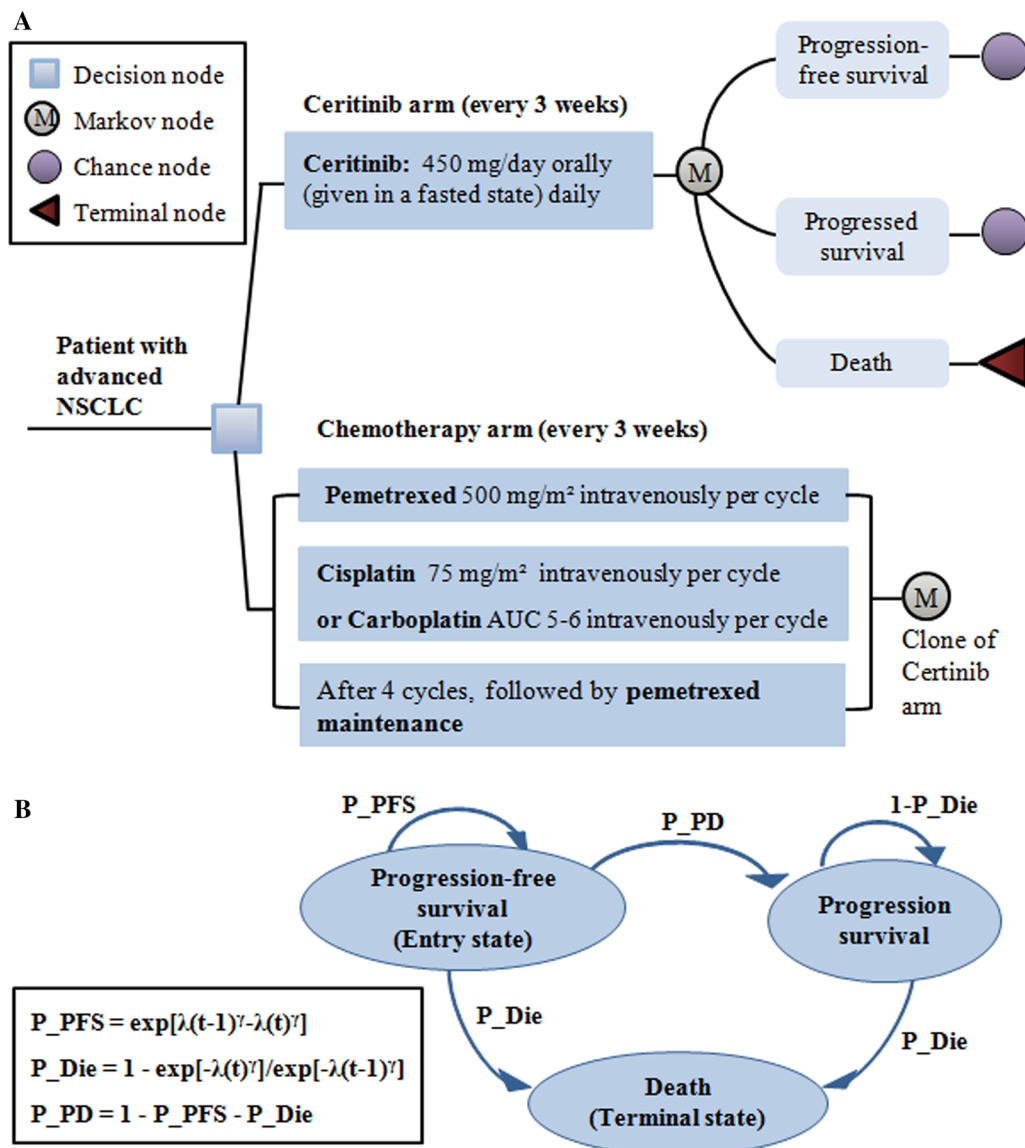 A
Decision node
M Markov node
Chance node
Terminal node
Patient with
advanced
NSCLC
Ceritinib arm (every 3 weeks)
Ceritinib: 450 mg/day orally
(given in a fasted state) daily
M
Progression-
free survival
Progressed
survival
Death
Chemotherapy arm (every 3 weeks)
Pemetrexed 500 mg/m² intravenously per cycle
Cisplatin 75 mg/m² intravenously per cycle
or Carboplatin AUC 5-6 intravenously per cycle
After 4 cycles, followed by pemetrexed
maintenance
M
Clone of
Certinib
arm
B
P_PFS
P_PD
1-P_Die
Progression-free
survival
(Entry state)
Progression
survival
P_Die
P_Die
Death
(Terminal state)
P_PFS = exp[λ(t-1)ᵞ-λ(t)ᵞ]
P_Die = 1 - exp[-λ(t)ᵞ]/exp[-λ(t-1)ᵞ]
P_PD = 1 - P_PFS - P_Die